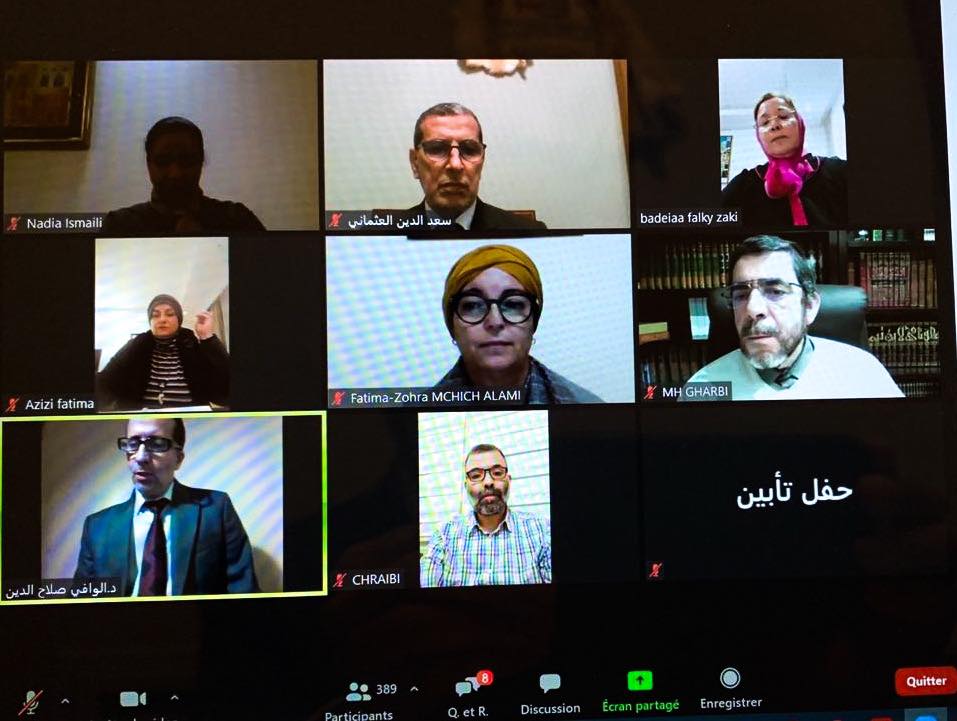 Nadia Ismaili
سعد الدين العثماني
badeiaa falky zaki
Azizi fatima
Fatima-Zohra MCHICH ALAMI
MH GHARBI
د.الوافي صلاح الدين
CHRAIBI
حفل تأبين
389
8
Participants
Q. et R.
Discussion
Écran partagé
Enregistrer
Quitter